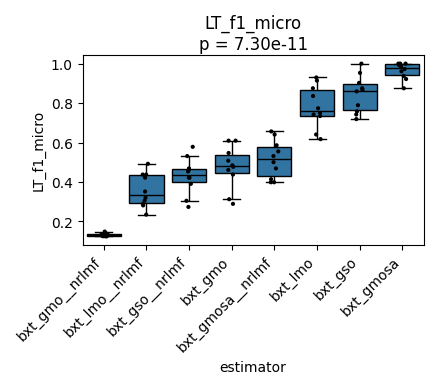 LT_f1_micro
p = 7.30e-11
LT_f1_micro
1.0
0.8
0.6
0.4
0.2
bxt_gmo__nrlmf
bxt_lmo__nrlmf
bxt_gso__nrlmf
bxt_gmo
bxt_gmosa__nrlmf
bxt_lmo
bxt_gso
bxt_gmosa
estimator